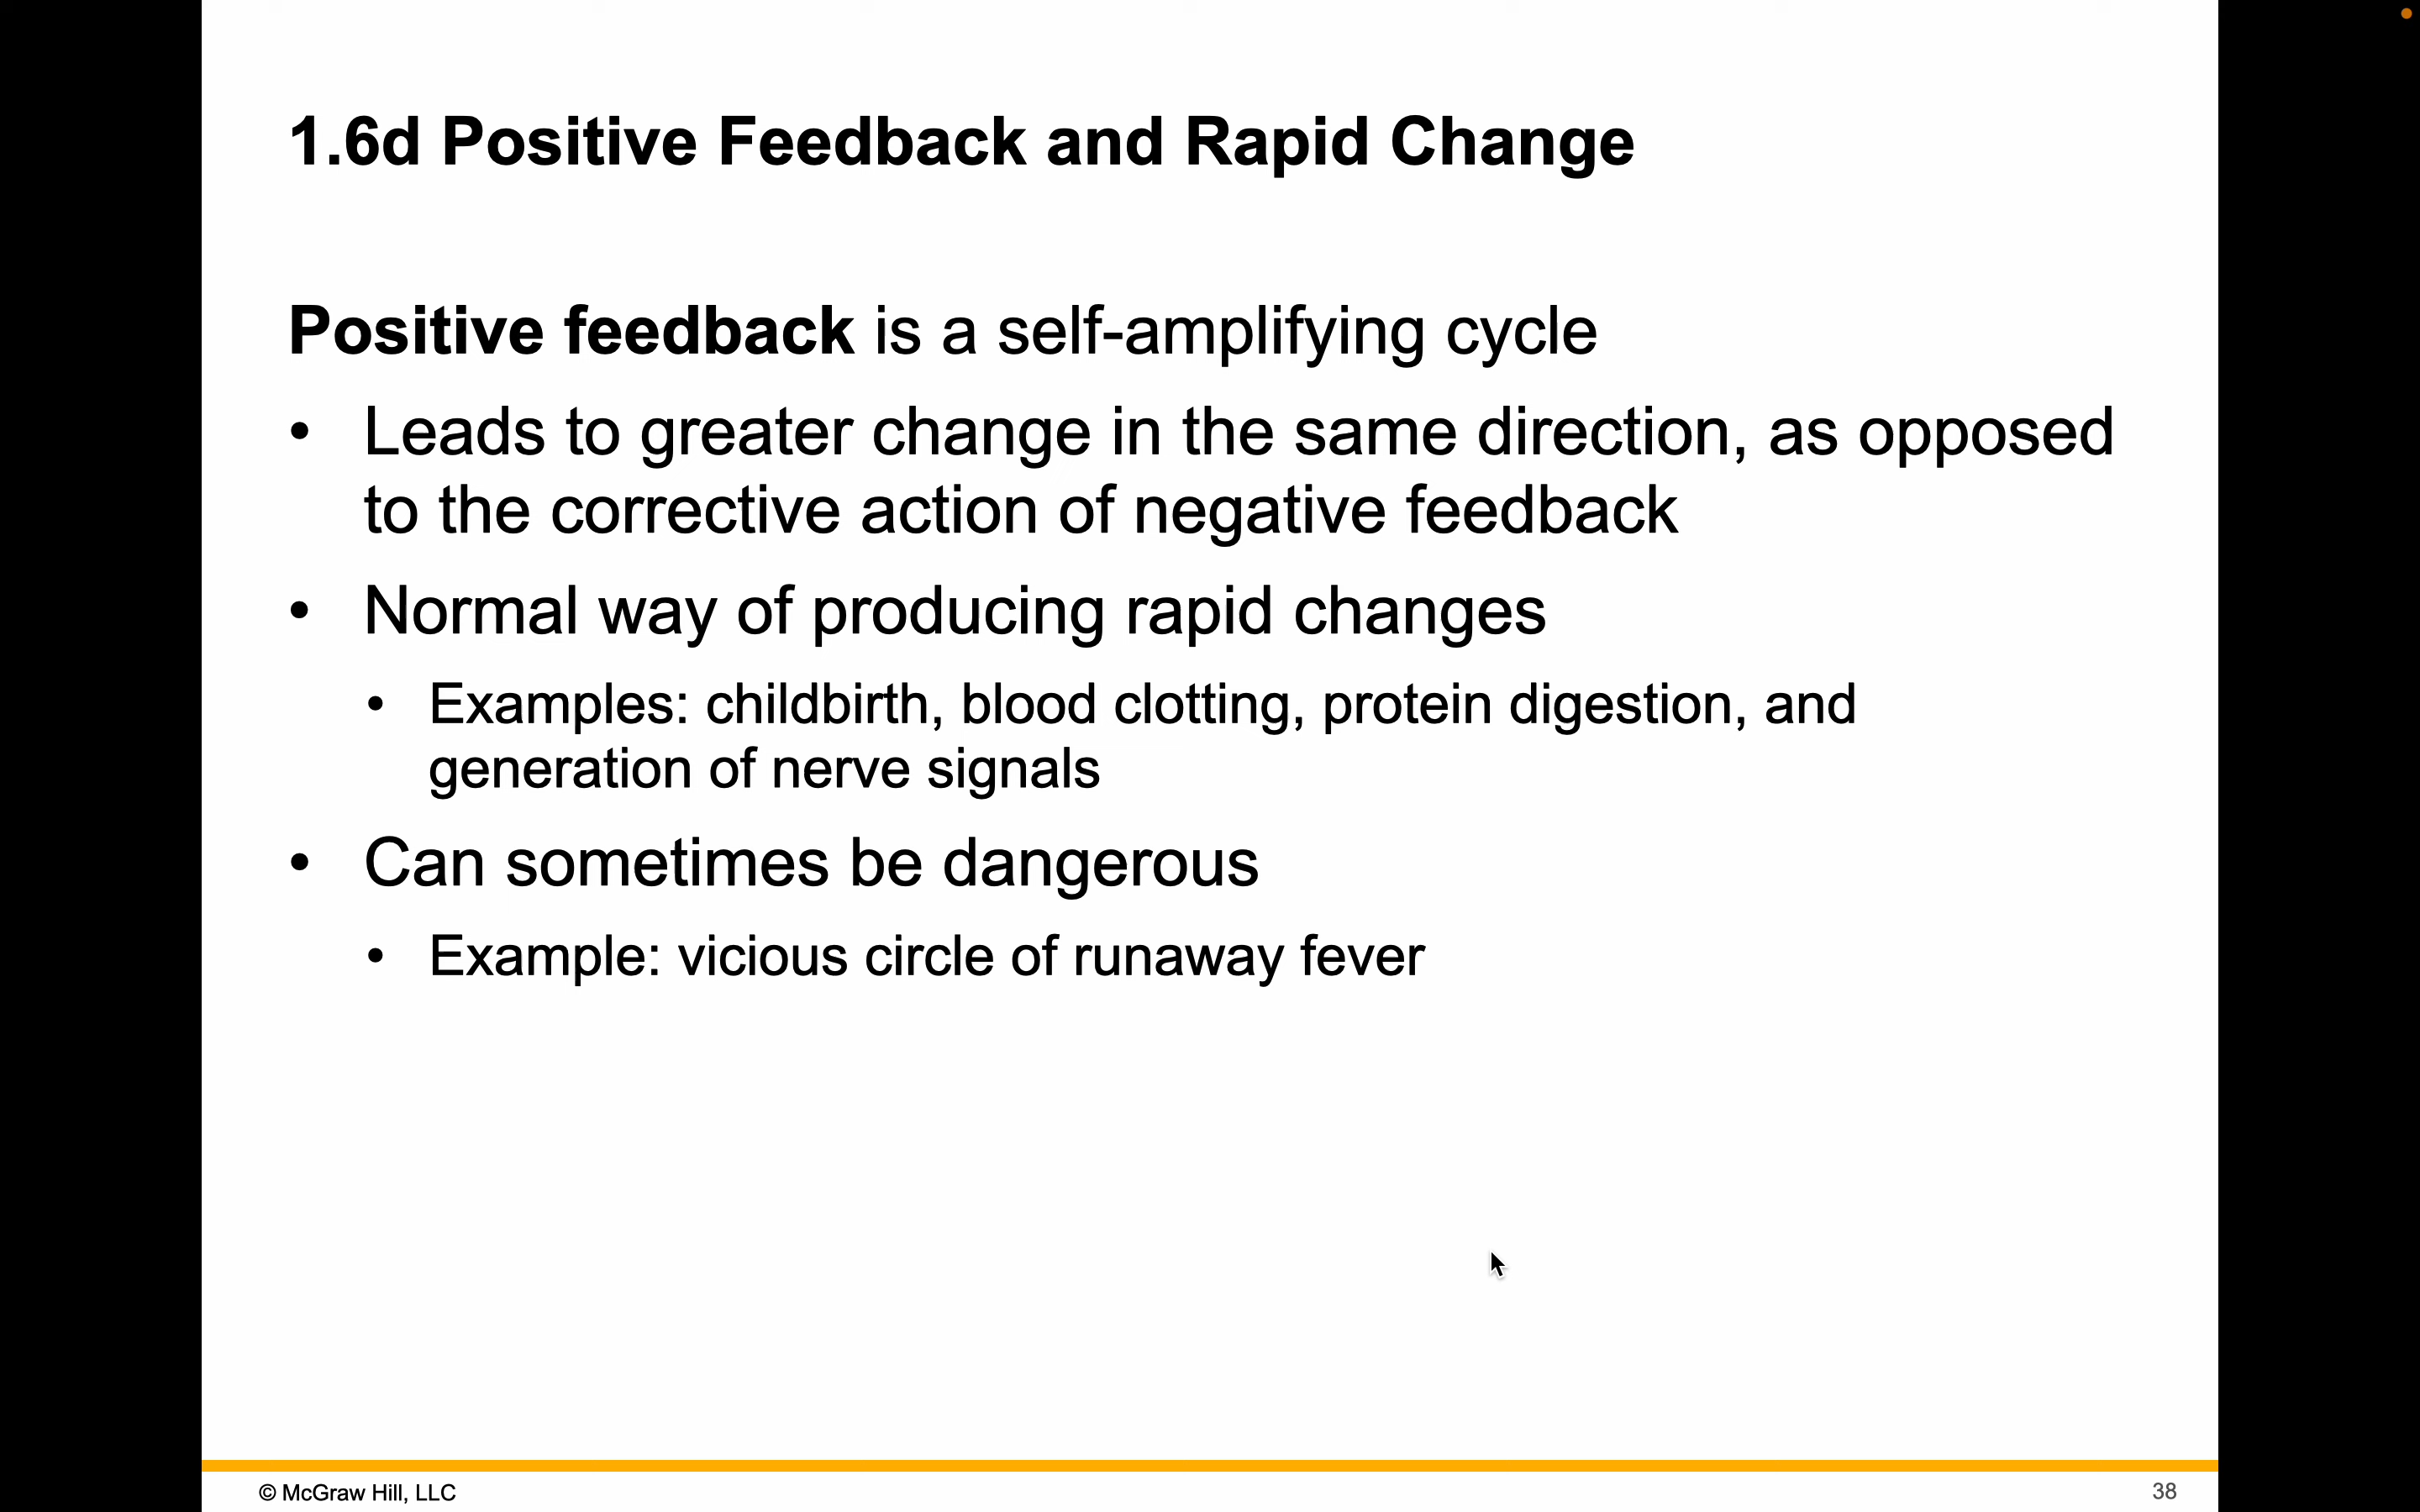 1.6d Positive Feedback and Rapid Change
Positive feedback is a self-amplifying cycle
• Leads to greater change in the same direction, as opposed
to the corrective action of negative feedback
• Normal way of producing rapid changes
• Examples: childbirth, blood clotting, protein digestion, and
generation of nerve signals
• Can sometimes be dangerous
• Example: vicious circle of runaway fever
© McGraw Hill, LLC
38